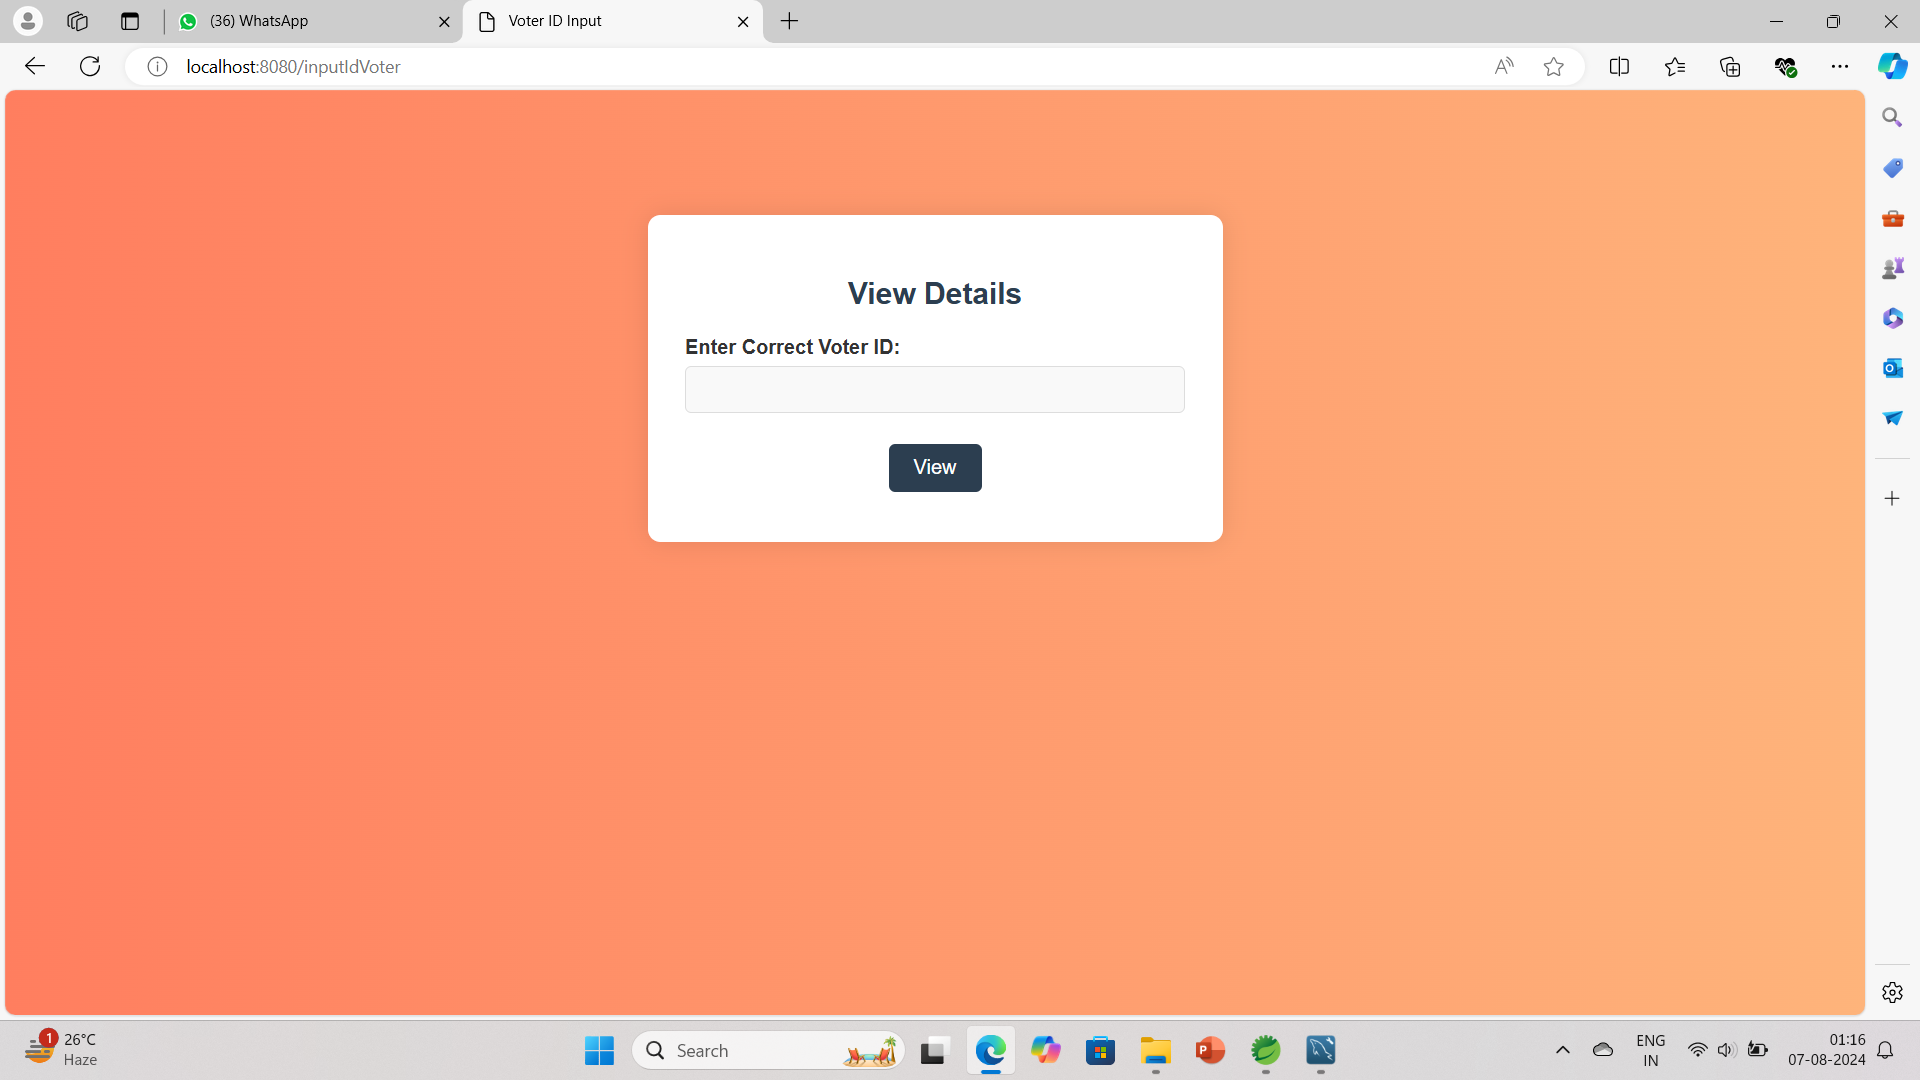 (36) WhatsApp
Voter ID Input
localhost:8080/inputIdVoter
View Details
Enter Correct Voter ID:
View
1
26°C
Haze
Search
ENG
IN
01:16
07-08-2024